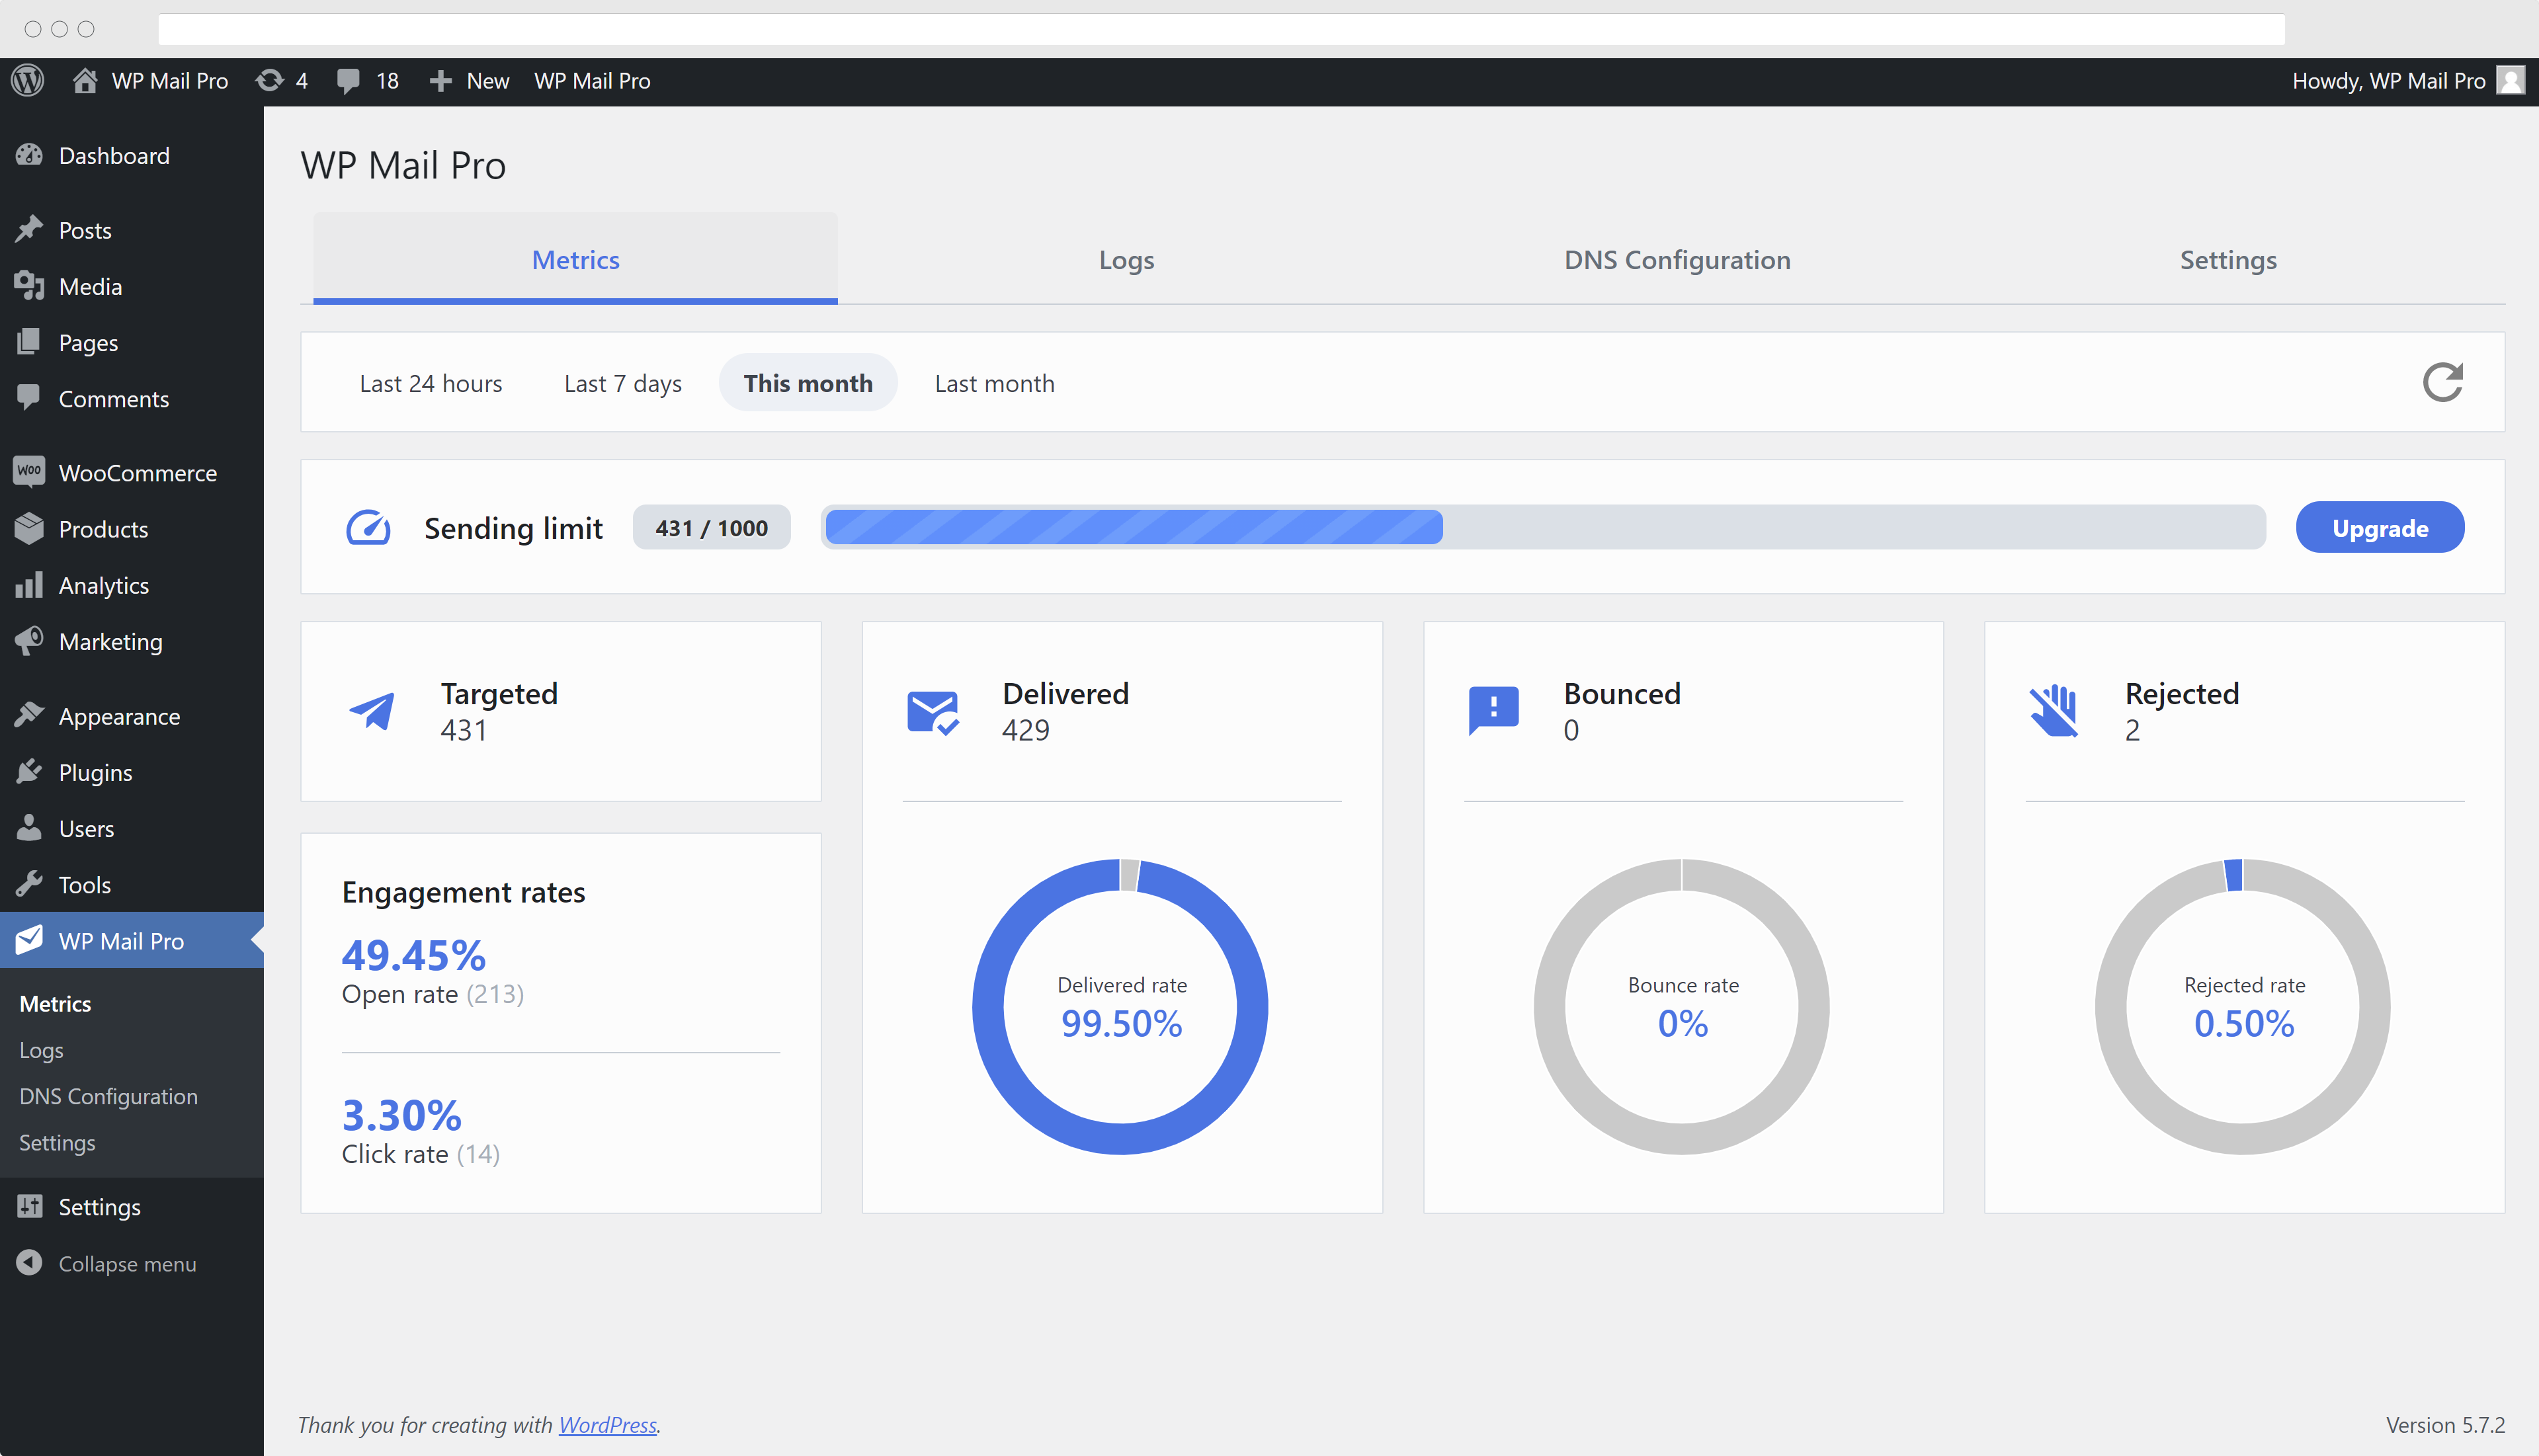 WP Mail Pro 4 18 New WP Mail Pro Howdy, WP Mail Pro
Dashboard
Posts
Media
Pages
Comments
WOO WooCommerce
Products
Analytics
Marketing
Appearance
Plugins
Users
Tools
WP Mail Pro
Metrics
Logs
DNS Configuration
Settings
Settings
Collapse menu
WP Mail Pro
Metrics Logs DNS Configuration Settings
Last 24 hours Last 7 days This month Last month
Sending limit 431 / 1000 Upgrade
Targeted
431
Engagement rates
49.45%
Open rate (213)
3.30%
Click rate (14)
Delivered
429
Delivered rate
99.50%
Bounced
0
Bounce rate
0%
Rejected
2
Rejected rate
0.50%
Thank you for creating with WordPress. Version 5.7.2